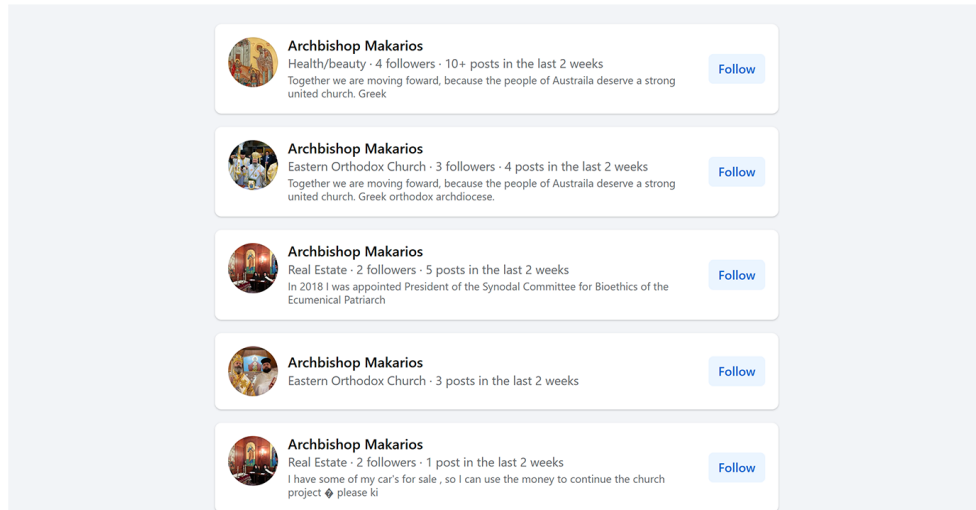 Archbishop Makarios
Health/beauty · 4 followers · 10+ posts in the last 2 weeks
Together we are moving foward, because the people of Austraila deserve a strong
united church. Greek
Follow
Archbishop Makarios
Eastern Orthodox Church · 3 followers · 4 posts in the last 2 weeks
Together we are moving foward, because the people of Austraila deserve a strong
united church. Greek orthodox archdiocese.
Follow
Archbishop Makarios
Real Estate · 2 followers · 5 posts in the last 2 weeks
In 2018 I was appointed President of the Synodal Committee for Bioethics of the
Ecumenical Patriarch
Follow
Archbishop Makarios
Eastern Orthodox Church · 3 posts in the last 2 weeks
Follow
Archbishop Makarios
Real Estate · 2 followers · 1 post in the last 2 weeks
I have some of my car's for sale , so I can use the money to continue the church
project � please ki
Follow